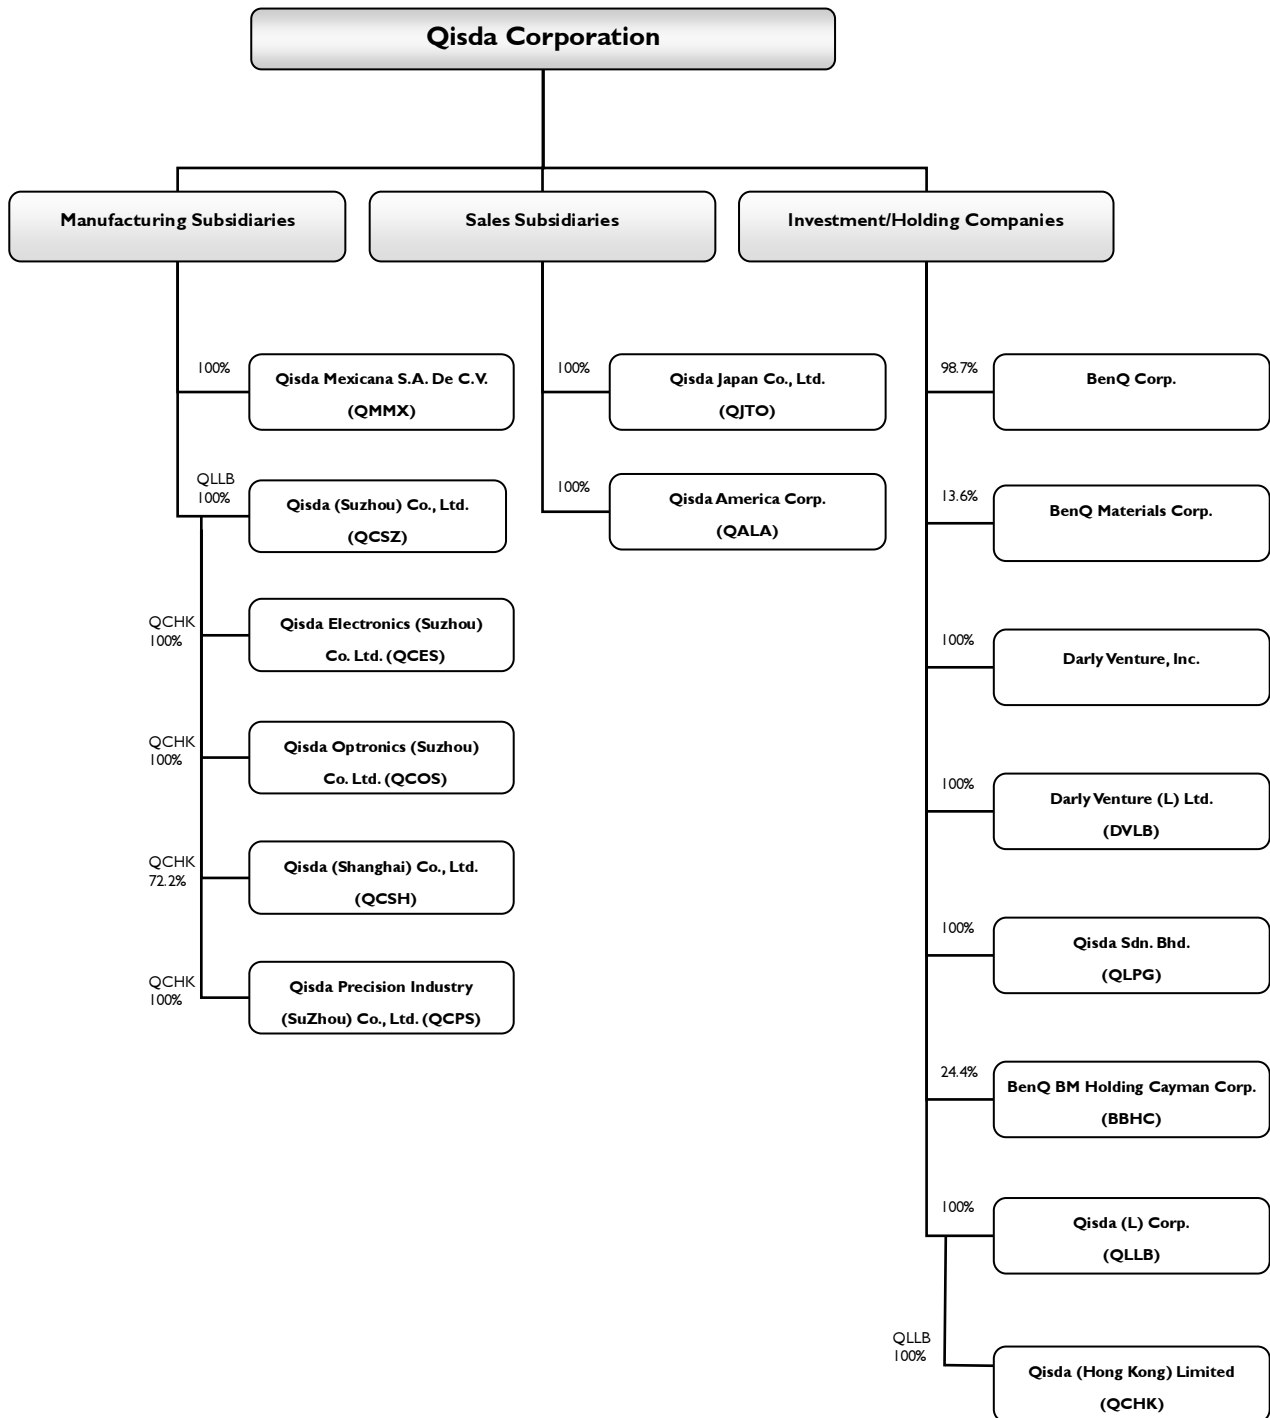 Qisda Corporation
Manufacturing Subsidiaries
Sales Subsidiaries
Investment/Holding Companies
100%
Qisda Mexicana S.A. De C.V.
(QMMX)
QLLB
100%
Qisda (Suzhou) Co., Ltd.
(QCSZ)
QCHK
100%
Qisda Electronics (Suzhou)
Co. Ltd. (QCES)
QCHK
100%
Qisda Optronics (Suzhou)
Co. Ltd. (QCOS)
QCHK
72.2%
Qisda (Shanghai) Co., Ltd.
(QCSH)
QCHK
100%
Qisda Precision Industry
(SuZhou) Co., Ltd. (QCPS)
100%
Qisda Japan Co., Ltd.
(QJTO)
100%
Qisda America Corp.
(QALA)
98.7%
BenQ Corp.
13.6%
BenQ Materials Corp.
100%
Darly Venture, Inc.
100%
Darly Venture (L) Ltd.
(DVLB)
100%
Qisda Sdn. Bhd.
(QLPG)
24.4%
BenQ BM Holding Cayman Corp.
(BBHC)
100%
Qisda (L) Corp.
(QLLB)
QLLB
100%
Qisda (Hong Kong) Limited
(QCHK)